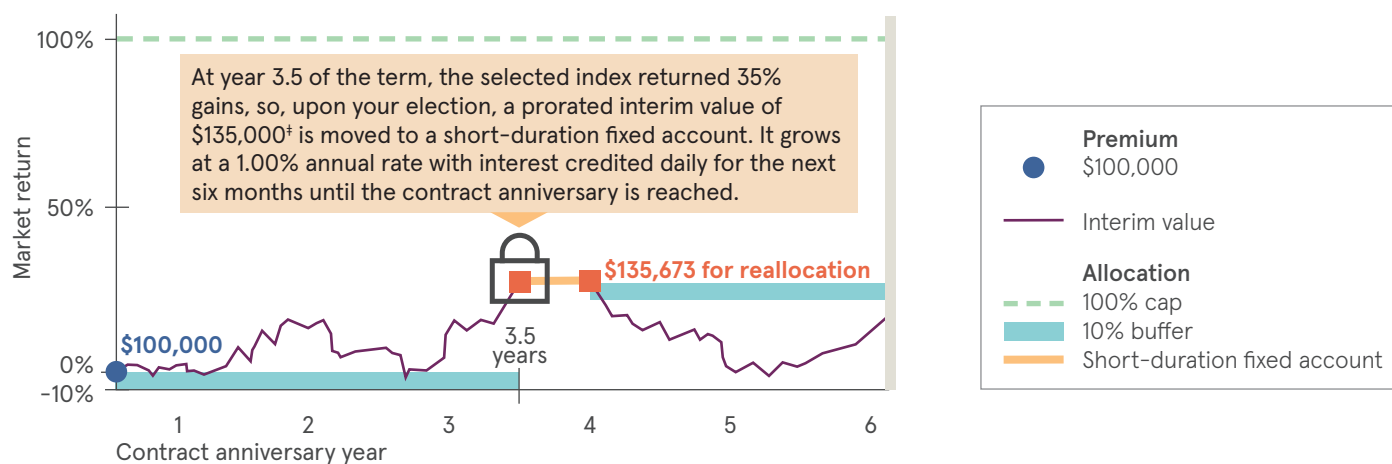 100%
At year 3.5 of the term, the selected index returned 35%
gains, so, upon your election, a prorated interim value of
$135,000‡ is moved to a short-duration fixed account. It grows
at a 1.00% annual rate with interest credited daily for the next
six months until the contract anniversary is reached.
Market return
50%
$135,673 for reallocation
$100,000
3.5
years
0%
-10%
1 2 3 4 5 6
Contract anniversary year
Premium
$100,000
Interim value
Allocation
100% cap
10% buffer
Short-duration fixed account